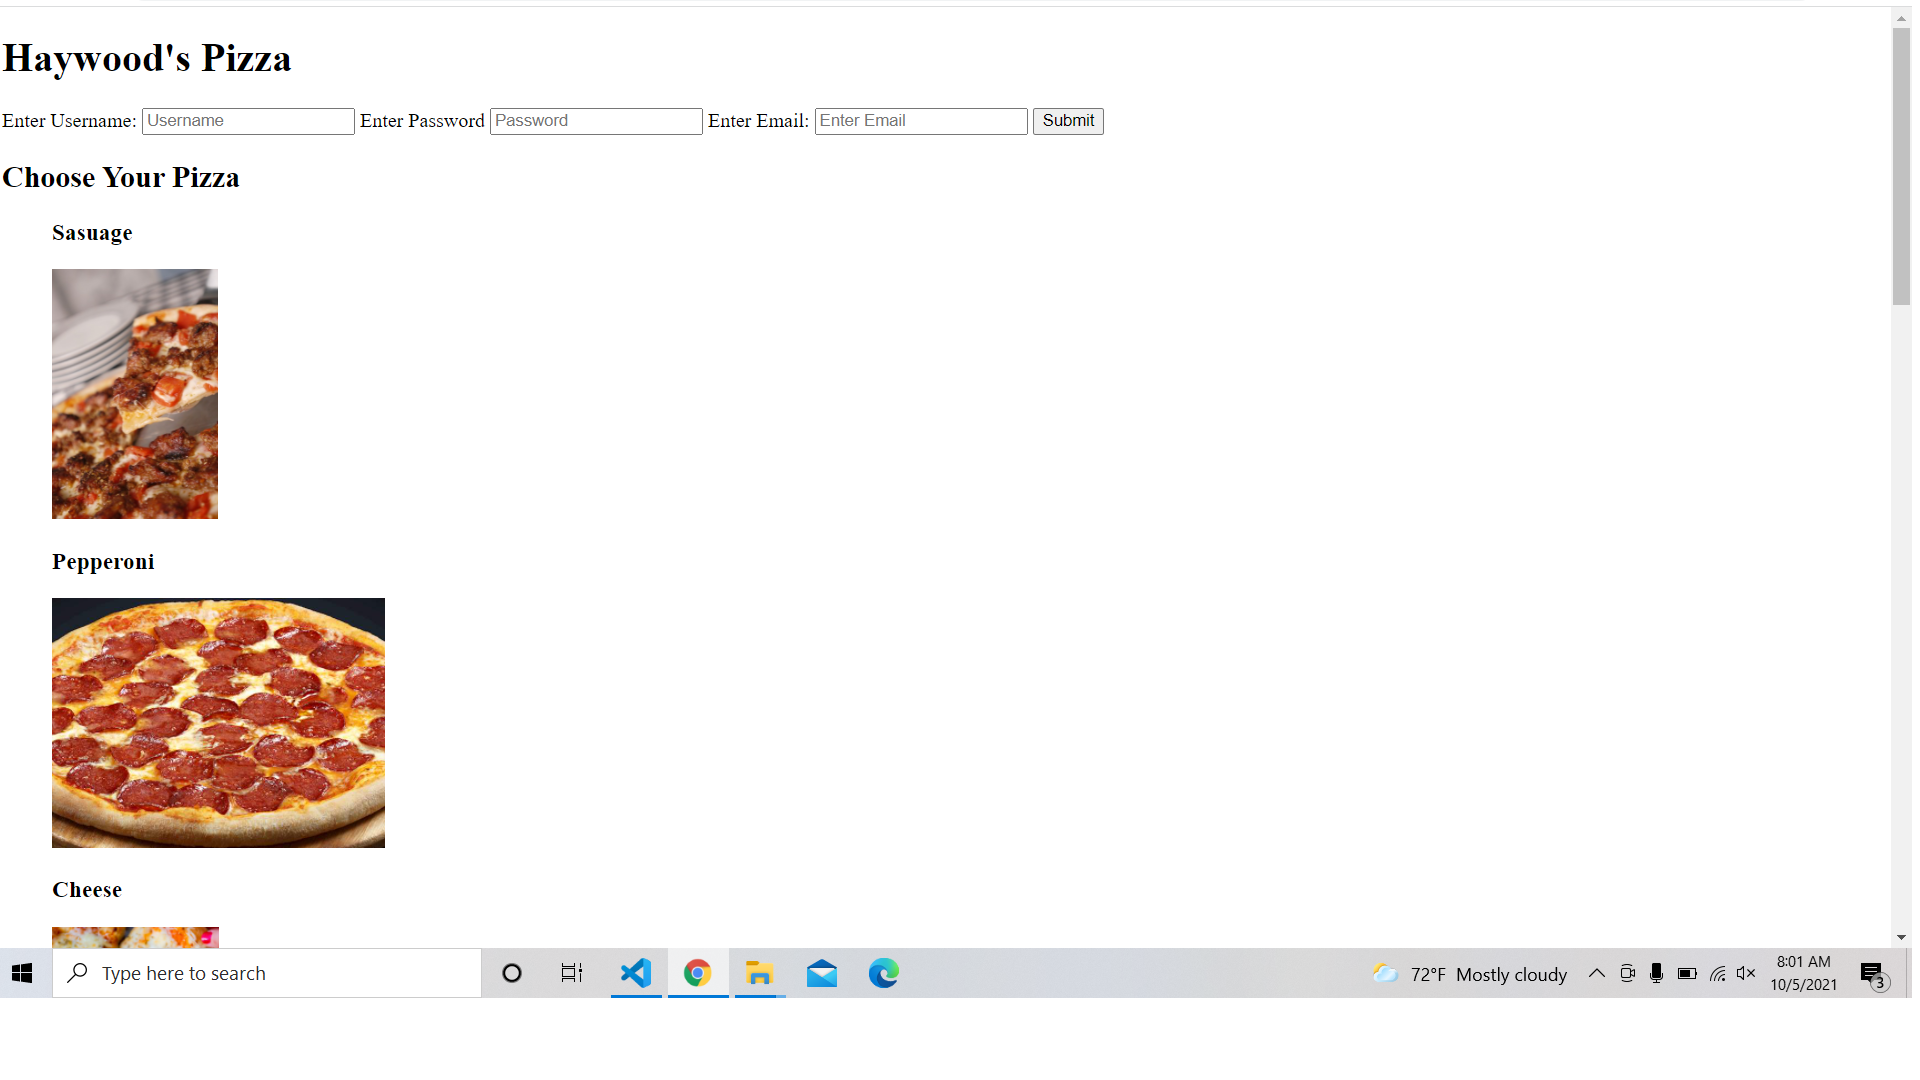 Haywood's Pizza
Enter Username: Username Enter Password Password Enter Email: Enter Email Submit
Choose Your Pizza
Sasuage
Pepperoni
Cheese
Type here to search
72°F Mostly cloudy
8:01 AM
10/5/2021
3